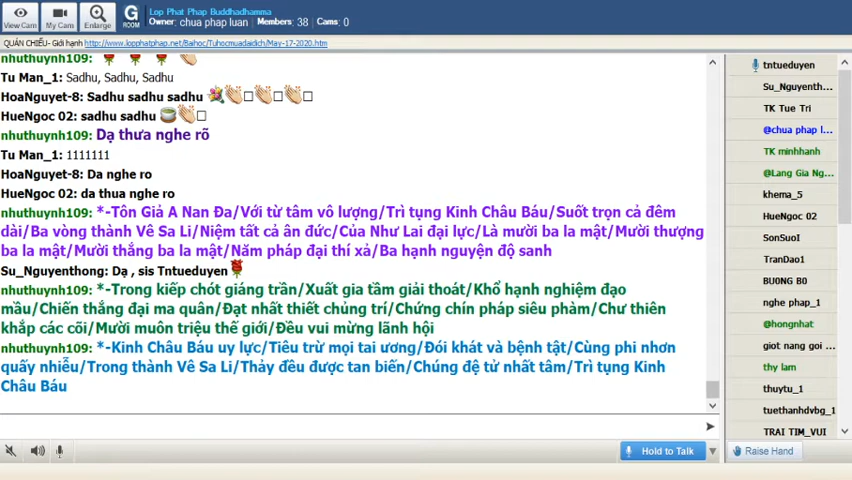 Lop Phat Phap Buddhadhamma
Owner: chua phap luan Members: 38 Cams: 0
View Cam My Cam Enlarge G ROOM
QUÁN CHIẾU- Giới hạnh http://www.lopphatphap.net/Baihoc/Tuhocmuadaidich/May-17-2020.htm
nhuthuynh109:
Tu Man_1: Sadhu, Sadhu, Sadhu
HoaNguyet-8: Sadhu sadhu sadhu
HueNgoc 02: sadhu sadhu
nhuthuynh109: Dạ thưa nghe rõ
Tu Man_1: 1111111
HoaNguyet-8: Da nghe ro
HueNgoc 02: da thua nghe ro
nhuthuynh109: *-Tôn Giả A Nan Đa/Với từ tâm vô lượng/Trì tụng Kinh Châu Báu/Suốt trọn cả đêm
dài/Ba vòng thành Vê Sa Li/Niệm tất cả ân đức/Của Như Lai đại lực/Là mười ba la mật/Mười thượng
ba la mật/Mười thắng ba la mật/Năm pháp đại thí xả/Ba hạnh nguyện độ sanh
Su_Nguyenthong: Dạ , sis Tntueduyen
nhuthuynh109: *-Trong kiếp chót giáng trần/Xuất gia tầm giải thoát/Khổ hạnh nghiệm đạo
mầu/Chiến thắng đại ma quân/Đạt nhất thiết chủng trí/Chứng chín pháp siêu phàm/Chư thiên
khắp các cõi/Mười muôn triệu thế giới/Đều vui mừng lãnh hội
nhuthuynh109: *-Kinh Châu Báu uy lực/Tiêu trừ mọi tai ương/Đói khát và bệnh tật/Cùng phi nhơn
quấy nhiễu/Trong thành Vê Sa Li/Thảy đều được tan biến/Chúng đệ tử nhất tâm/Trì tụng Kinh
Châu Báu
tntueduyen
Su_Nguyenth...
TK Tue Tri
@chua phap l...
TK minhhanh
@Lang Gia Ng...
khema_5
HueNgoc 02
SonSuoI
TranDao1
BU0NG B0
nghe phap_1
@hongnhat
giot nang goi ...
thy lam
thuytu_1
tuethanhdvbg_1
TRAI TIM_VUI
Hold to Talk
Raise Hand